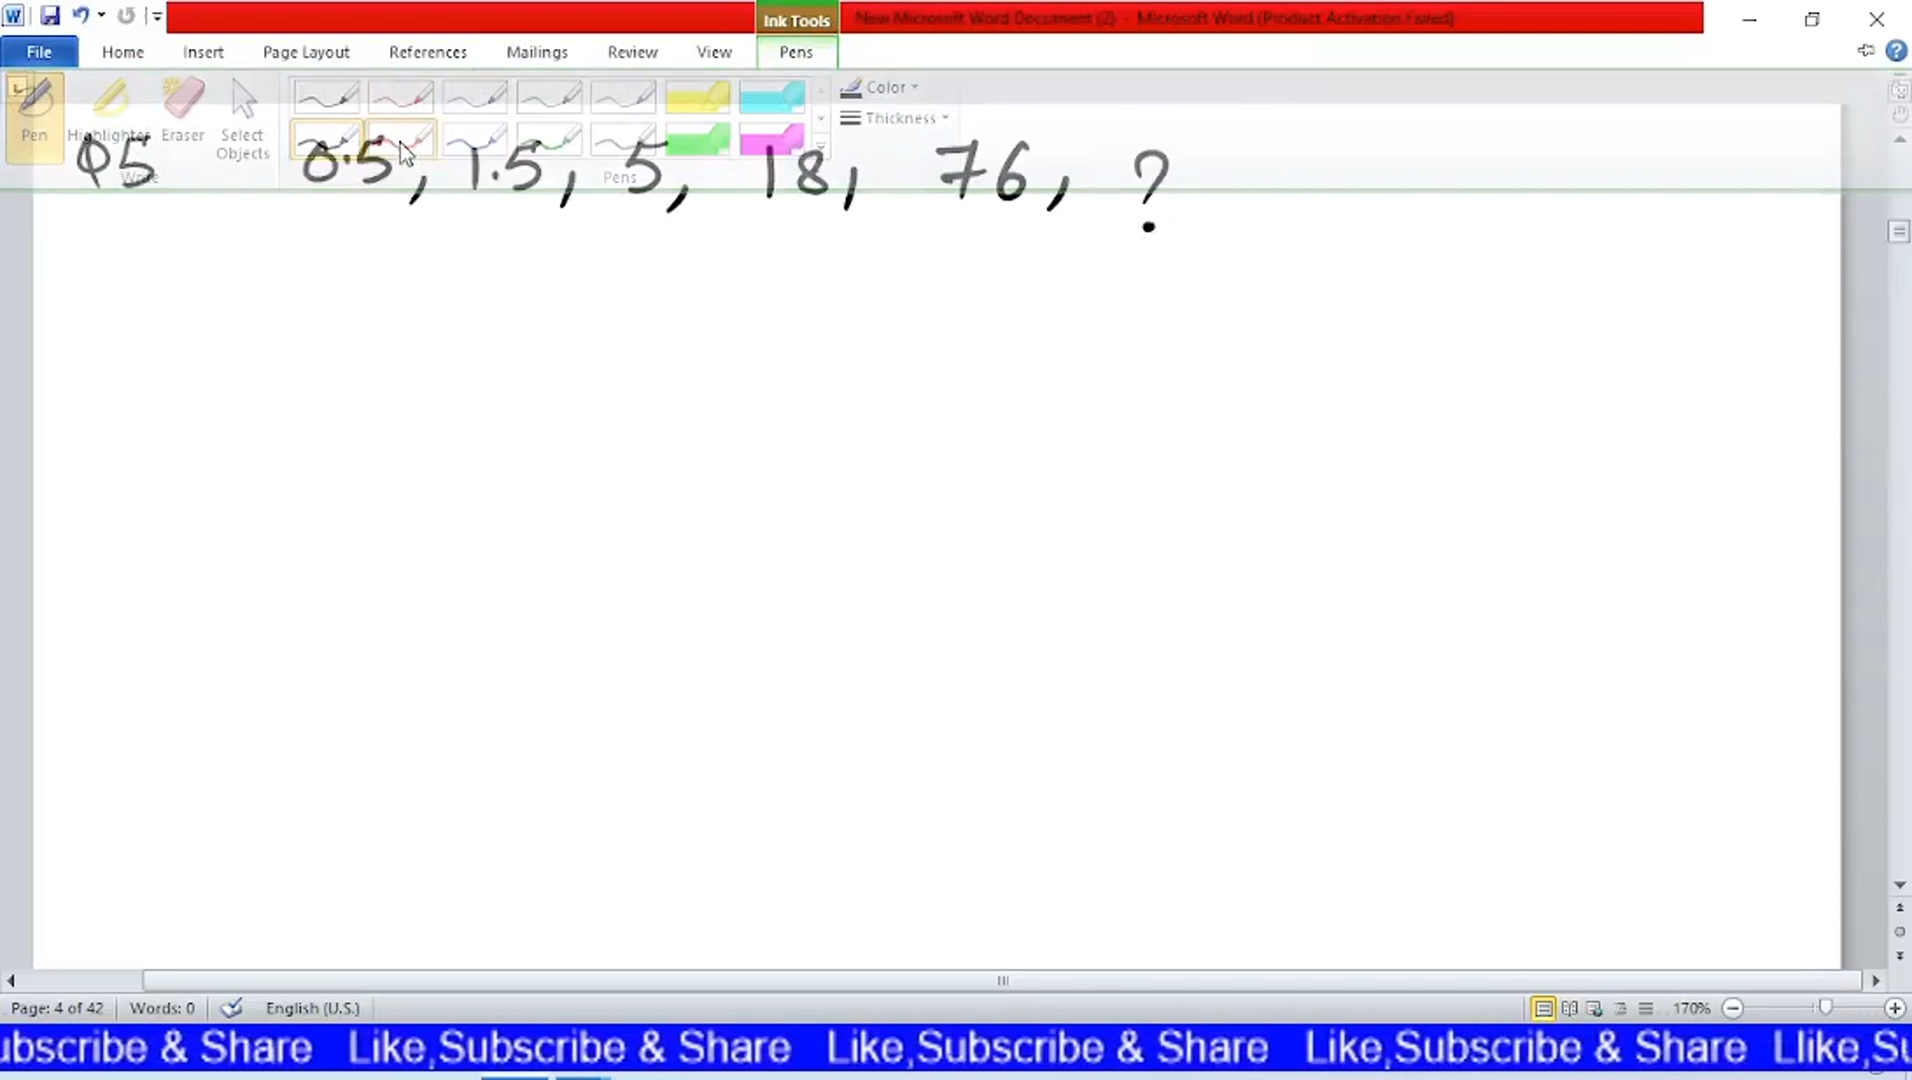 Ink Tools
New Microsoft Word Document (2) - Microsoft Word (Product Activation Failed)
File Home Insert Page Layout References Mailings Review View Pens
Pen Highlighter Eraser Select Objects
Color
Thickness
Pens
Q5 0.5, 1.5, 5, 18, 76, ?
Page: 4 of 42 Words: 0 English (U.S.) 170%
ubscribe & Share Like,Subscribe & Share Like,Subscribe & Share Like,Subscribe & Share Llike,Su